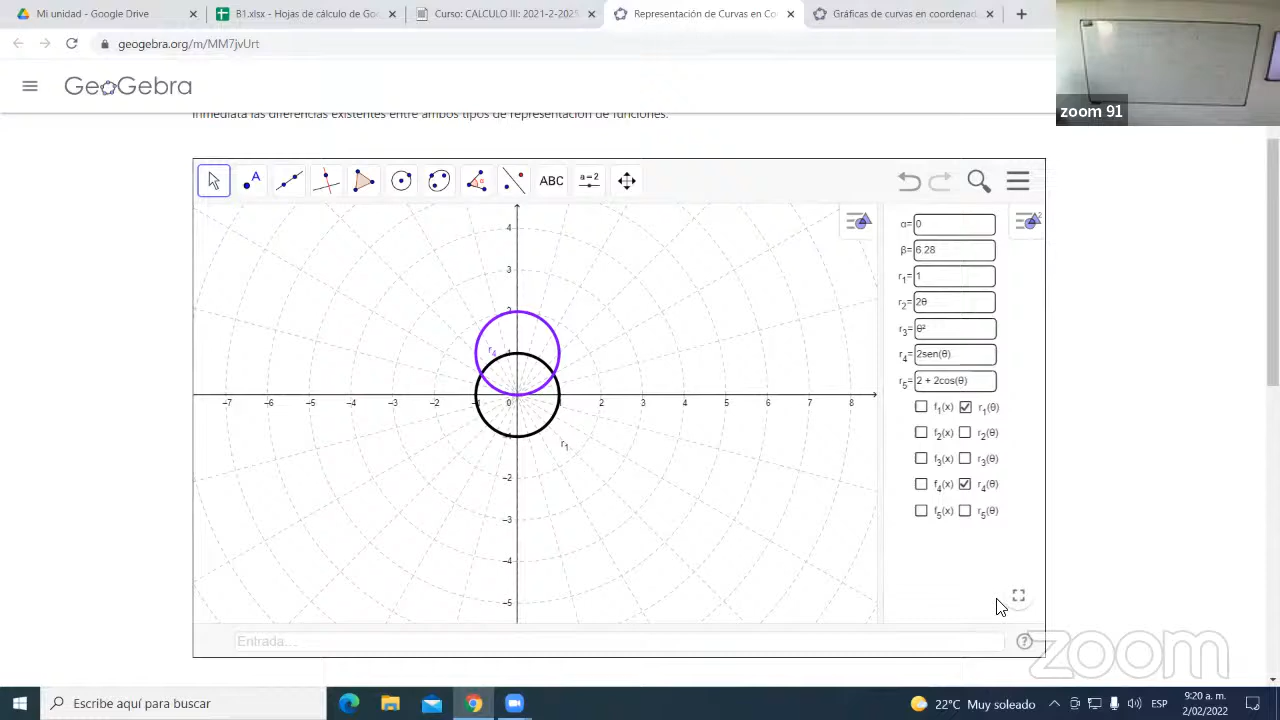 Mi unidad - Google Drive
B1.xlsx - Hojas de cálculo de Goo
Curso: CALCULO III: 2021-2-2025
Representación de Curvas en Co
Gráficas de curvas en coordenad
geogebra.org/m/MM7jvUrt
zoom 91
GeoGebra
inmediata las diferencias existentes entre ambos tipos de representación de funciones.
ABC
a=2
α= 0
β= 6.28
r₁= 1
r₂= 2θ
r₃= θ²
r₄= 2sen(θ)
r₅= 2 + 2cos(θ)
f₁(x) r₁(θ)
f₂(x) r₂(θ)
f₃(x) r₃(θ)
f₄(x) r₄(θ)
f₅(x) r₅(θ)
4
3
2
1
r₄
–7 –6 –5 –4 –3 –2 –1 0 1 2 3 4 5 6 7 8
–1
r₁
–2
–3
–4
–5
Entrada:...
zoom
Escribe aquí para buscar
22°C Muy soleado
ESP
9:20 a. m.
2/02/2022